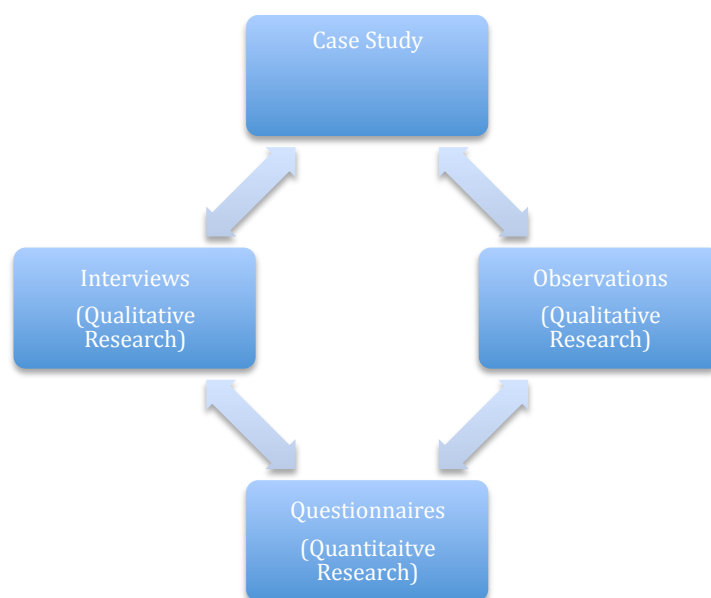 Case Study
Interviews
(Qualitative
Research)
Observations
(Qualitative
Research)
Questionnaires
(Quantitaitve
Research)